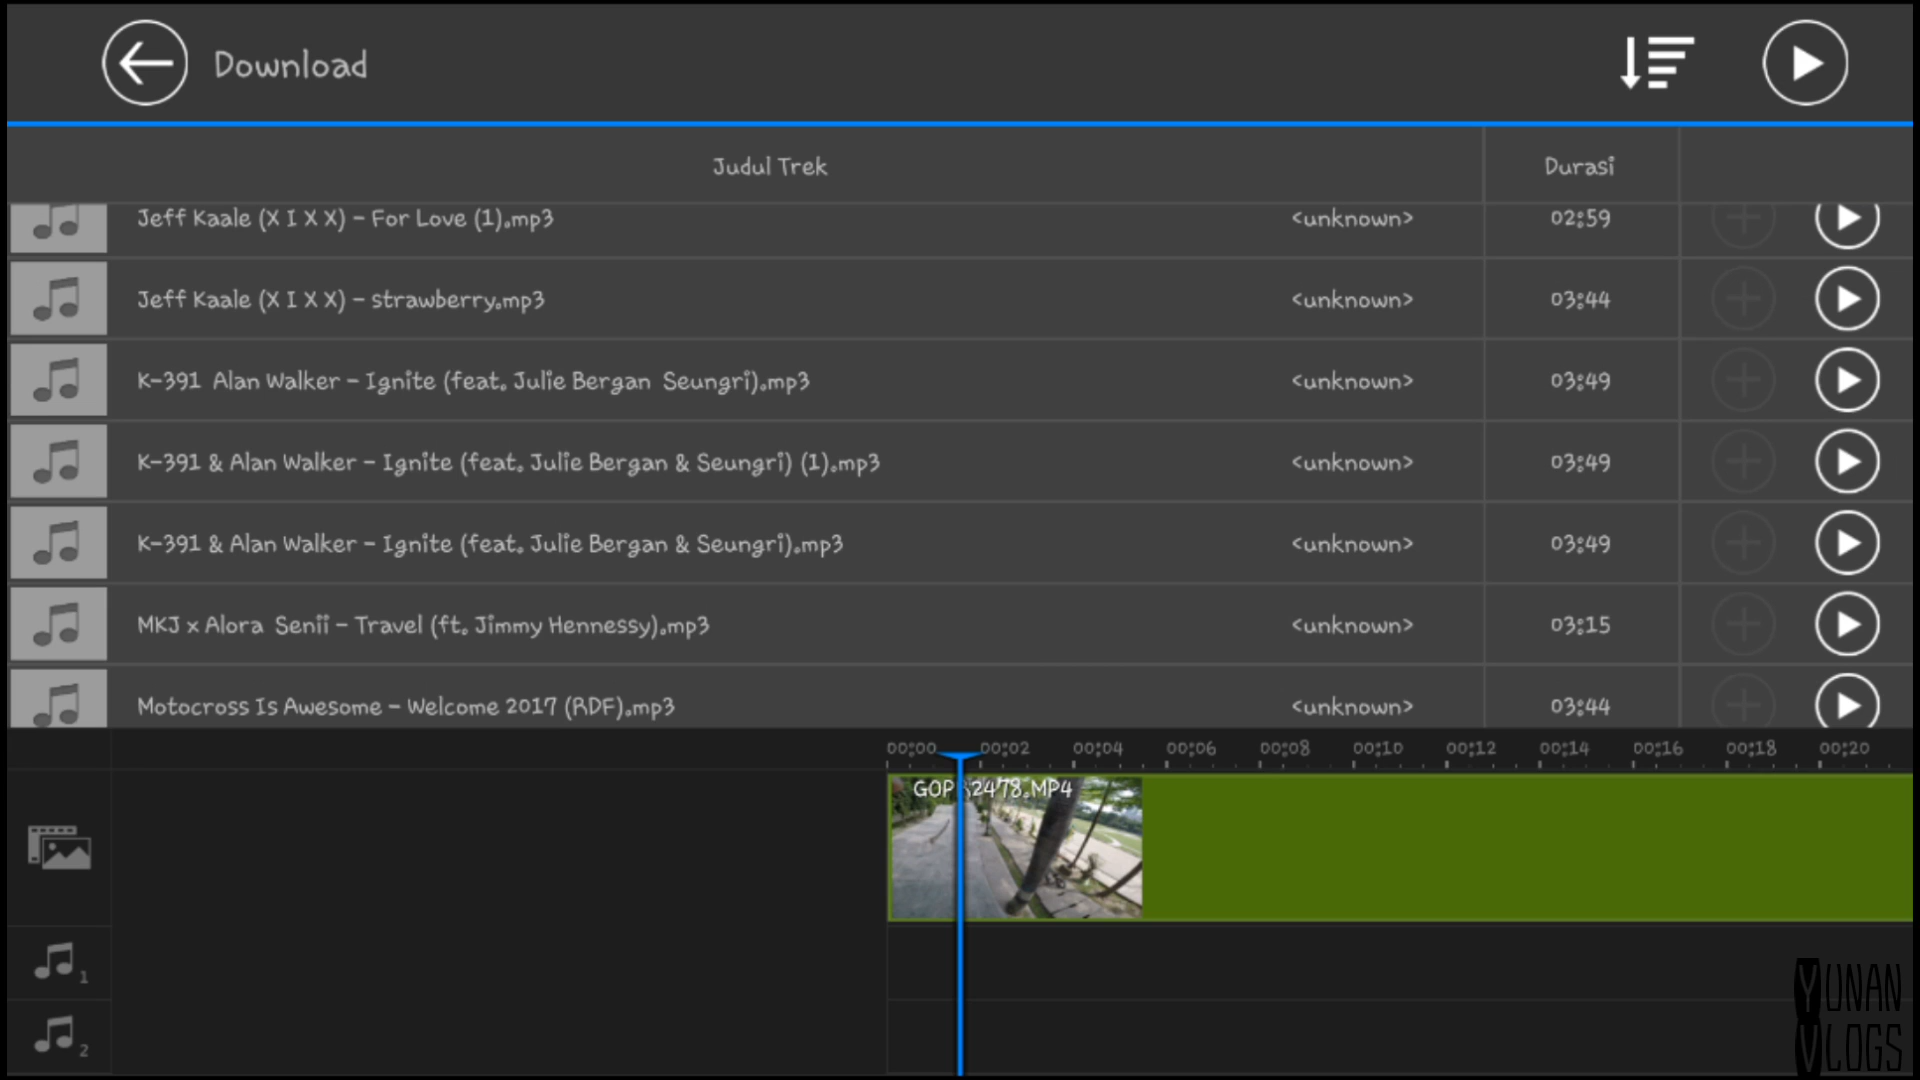 Download
Judul Trek Durasi
Jeff Kaale (X I X X) - For Love (1).mp3 <unknown> 02:59
Jeff Kaale (X I X X) - strawberry.mp3 <unknown> 03:44
K-391  Alan Walker - Ignite (feat. Julie Bergan  Seungri).mp3 <unknown> 03:49
K-391 & Alan Walker - Ignite (feat. Julie Bergan & Seungri) (1).mp3 <unknown> 03:49
K-391 & Alan Walker - Ignite (feat. Julie Bergan & Seungri).mp3 <unknown> 03:49
MKJ x Alora  Senii - Travel (ft. Jimmy Hennessy).mp3 <unknown> 03:15
Motocross Is Awesome - Welcome 2017 (RDF).mp3 <unknown> 03:44
00:00 00:02 00:04 00:06 00:08 00:10 00:12 00:14 00:16 00:18 00:20
1
2
YUNAN
VLOGS